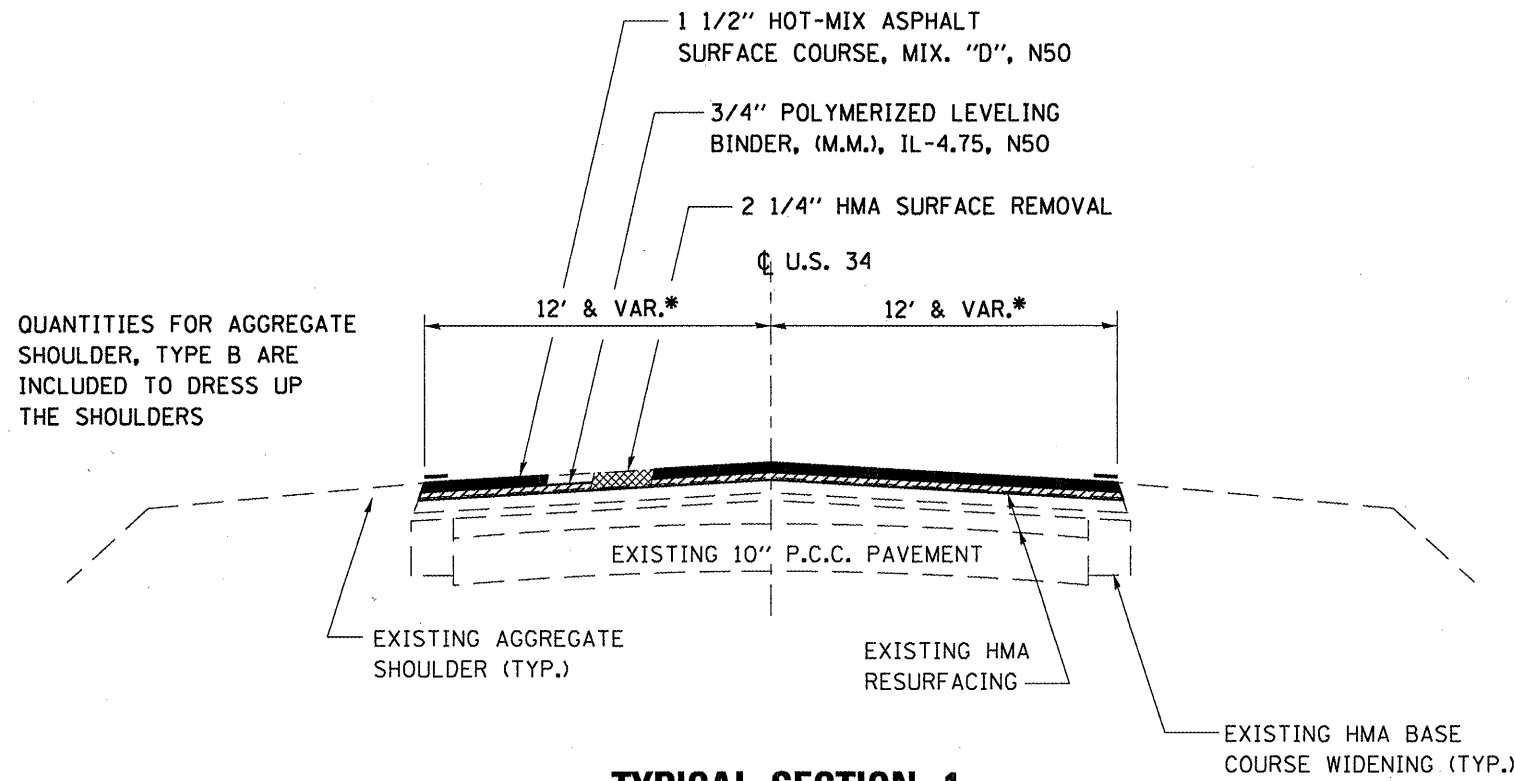 1 1/2" HOT-MIX ASPHALT
SURFACE COURSE, MIX. "D", N50
3/4" POLYMERIZED LEVELING
BINDER, (M.M.), IL-4.75, N50
2 1/4" HMA SURFACE REMOVAL
℄ U.S. 34
12' & VAR.*
12' & VAR.*
QUANTITIES FOR AGGREGATE
SHOULDER, TYPE B ARE
INCLUDED TO DRESS UP
THE SHOULDERS
EXISTING 10" P.C.C. PAVEMENT
EXISTING AGGREGATE
SHOULDER (TYP.)
EXISTING HMA
RESURFACING
EXISTING HMA BASE
COURSE WIDENING (TYP.)
TYPICAL SECTION 1